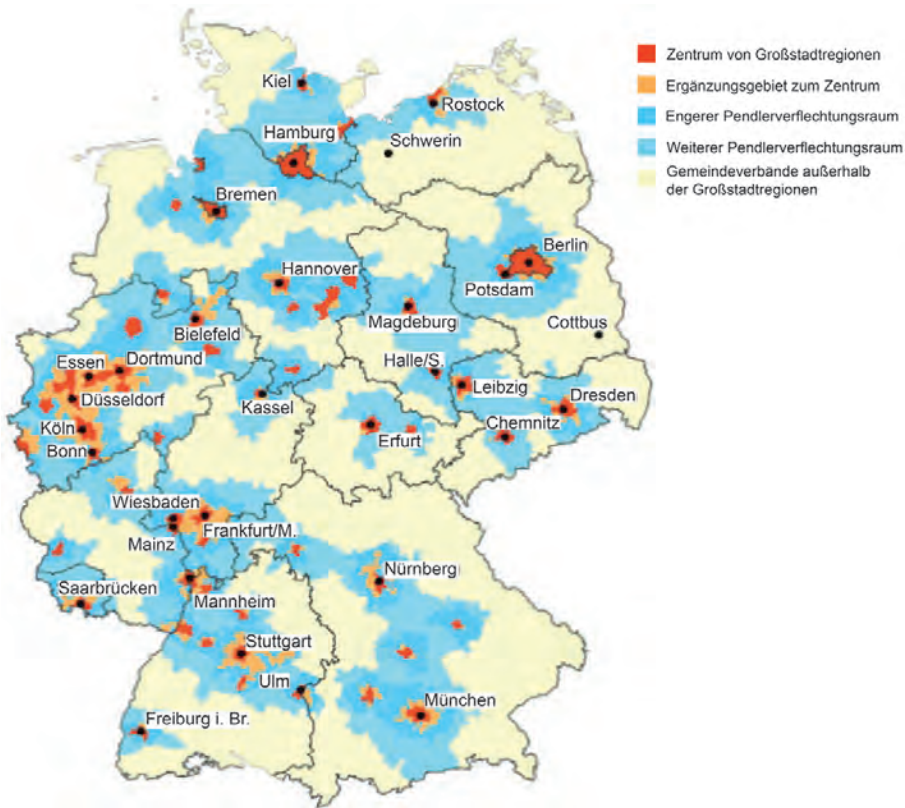 Zentrum von Großstadtregionen
Ergänzungsgebiet zum Zentrum
Engerer Pendlerverflechtungsraum
Weiterer Pendlerverflechtungsraum
Gemeindeverbände außerhalb
der Großstadtregionen
Kiel
Rostock
Hamburg
Schwerin
Bremen
Berlin
Hannover
Potsdam
Magdeburg
Bielefeld
Cottbus
Essen
Dortmund
Halle/S.
Düsseldorf
Kassel
Leibzig
Dresden
Köln
Erfurt
Chemnitz
Bonn
Wiesbaden
Frankfurt/M.
Mainz
Nürnberg
Saarbrücken
Mannheim
Stuttgart
Ulm
München
Freiburg i. Br.